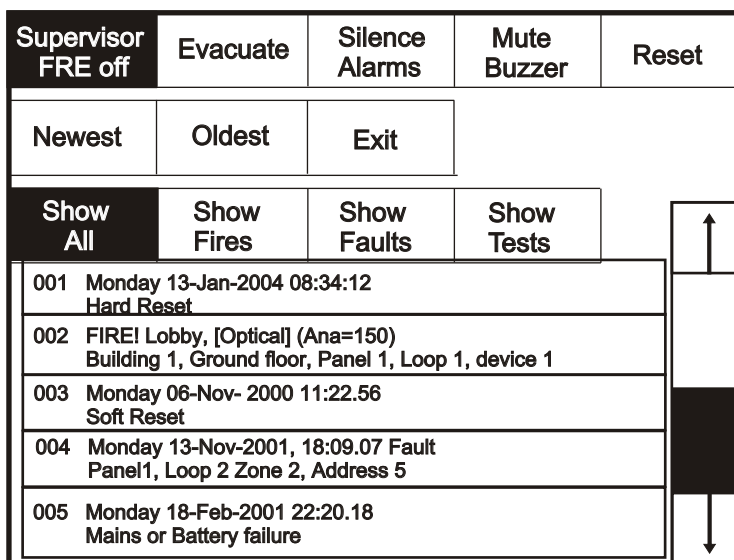 Supervisor
FRE off
Evacuate
Silence
Alarms
Mute
Buzzer
Reset
Newest
Oldest
Exit
Show
All
Show
Fires
Show
Faults
Show
Tests
001 Monday 13-Jan-2004 08:34:12
Hard Reset
002 FIRE! Lobby, [Optical] (Ana=150)
Building 1, Ground floor, Panel 1, Loop 1, device 1
003 Monday 06-Nov- 2000 11:22.56
Soft Reset
004 Monday 13-Nov-2001, 18:09.07 Fault
Panel1, Loop 2 Zone 2, Address 5
005 Monday 18-Feb-2001 22:20.18
Mains or Battery failure